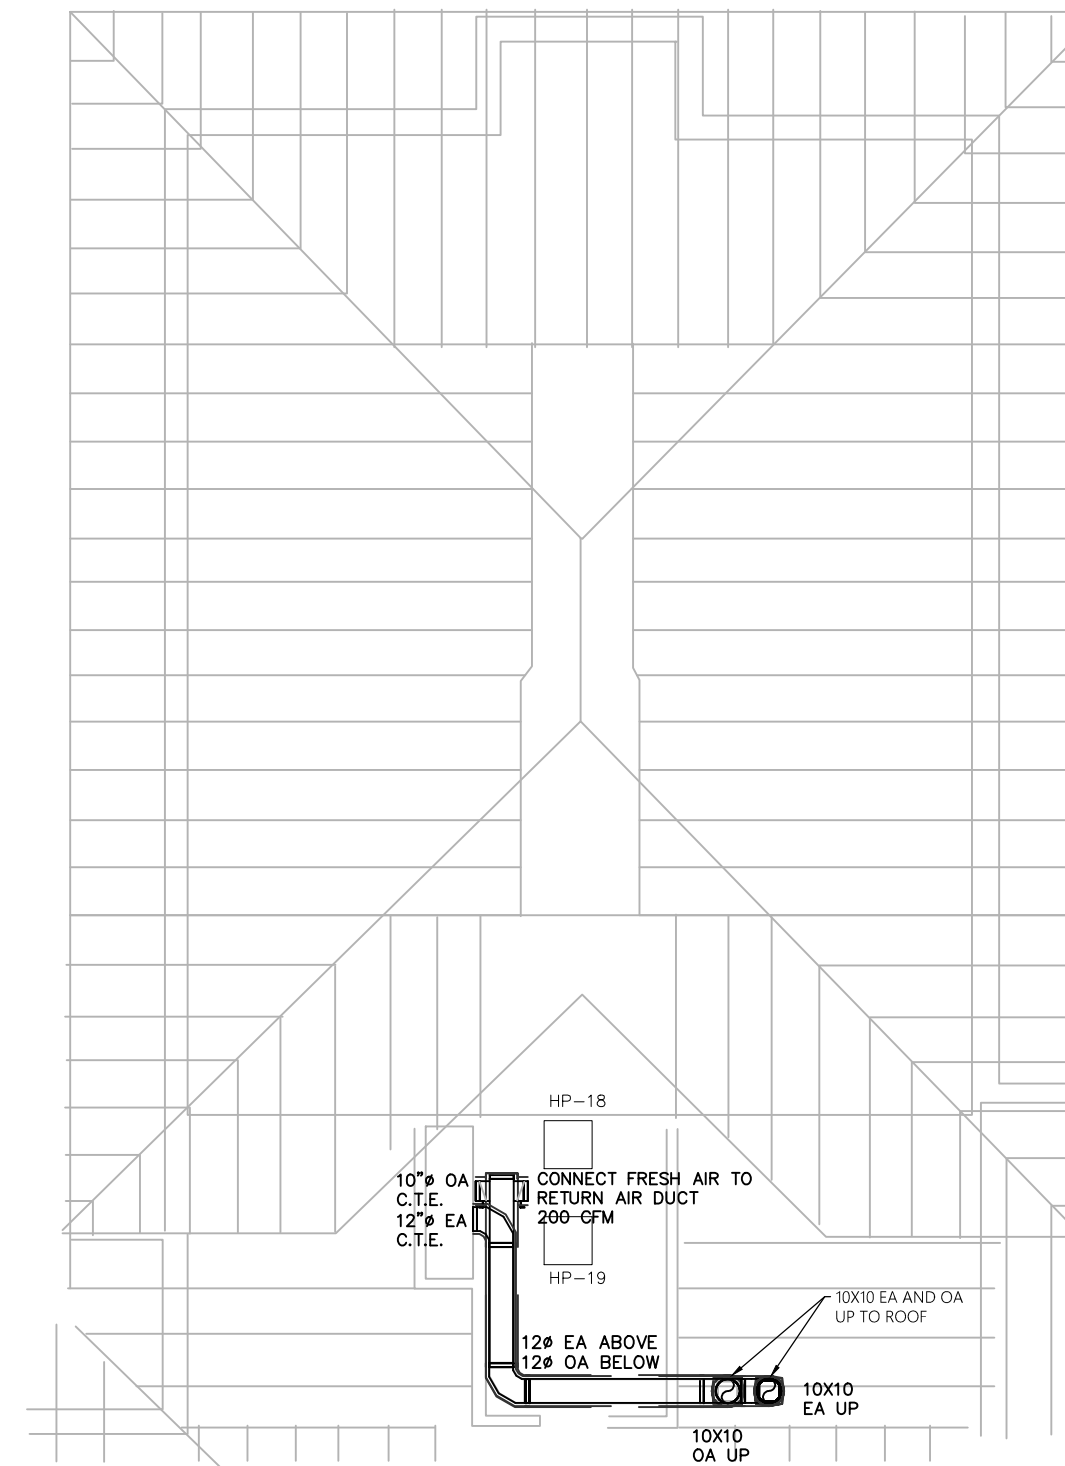 HP-18
10"ø OA
C.T.E.
12"ø EA
C.T.E.
CONNECT FRESH AIR TO
RETURN AIR DUCT
200 CFM
HP-19
10X10 EA AND OA
UP TO ROOF
12ø EA ABOVE
12ø OA BELOW
10X10
EA UP
10X10
OA UP